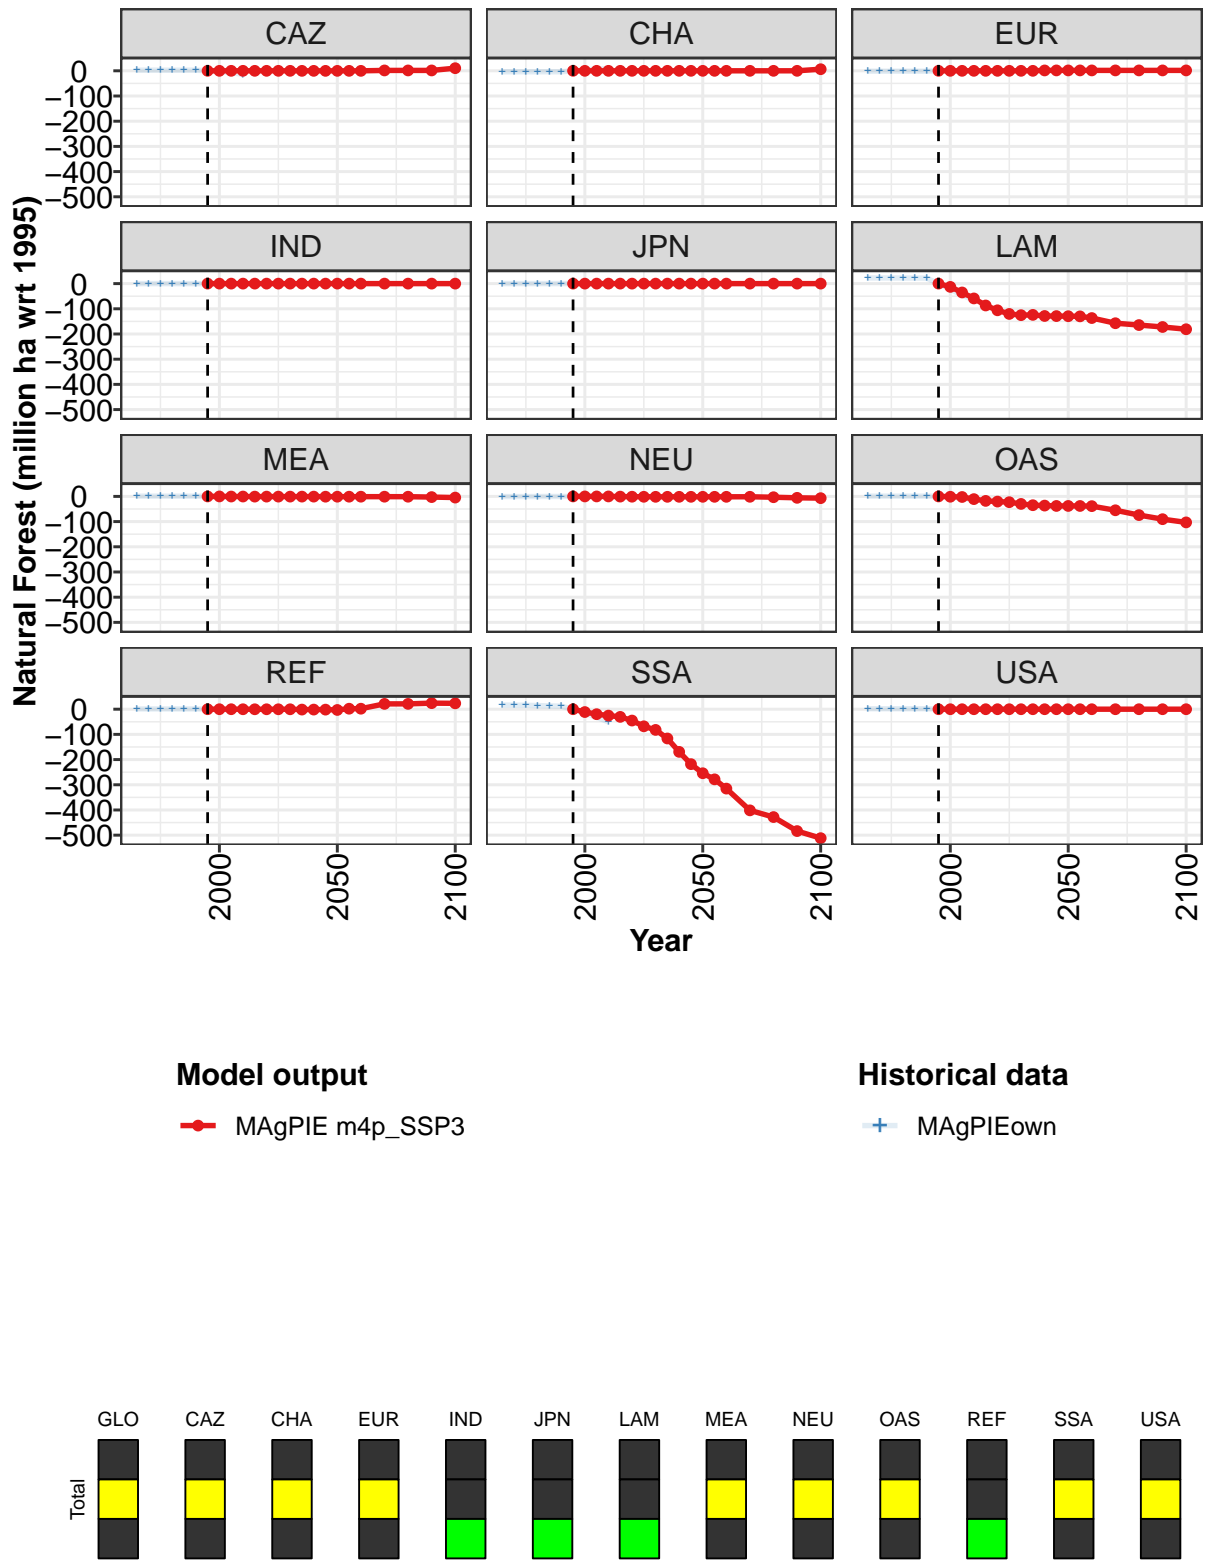 CAZ CHA EUR
0
−100
−200
−300
−400
−500
IND JPN LAM
0
−100
−200
−300
−400
−500
MEA NEU OAS
0
−100
−200
−300
−400
−500
REF SSA USA
0
−100
−200
−300
−400
−500
Natural Forest (million ha wrt 1995)
2000 2050 2100 2000 2050 2100 2000 2050 2100
Year
Model output
MAgPIE m4p_SSP3
Historical data
MAgPIEown
GLO CAZ CHA EUR IND JPN LAM MEA NEU OAS REF SSA USA
Total